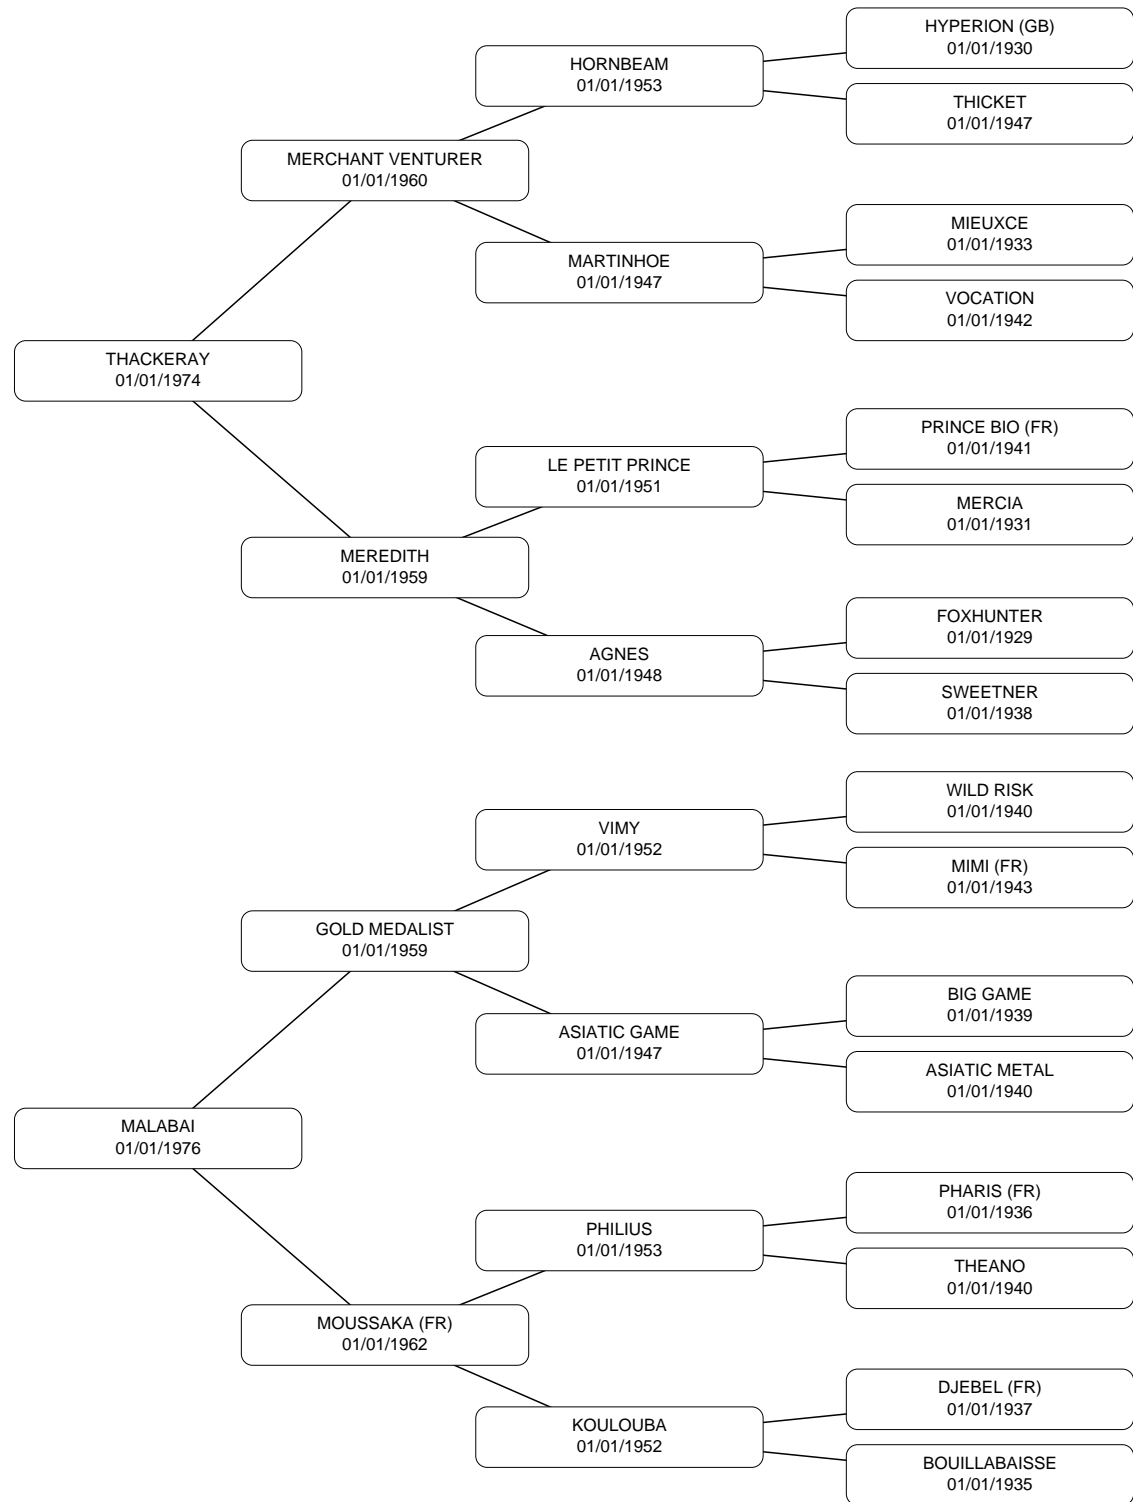 HYPERION (GB)
01/01/1930
HORNBEAM
01/01/1953
THICKET
01/01/1947
MERCHANT VENTURER
01/01/1960
MIEUXCE
01/01/1933
MARTINHOE
01/01/1947
VOCATION
01/01/1942
THACKERAY
01/01/1974
PRINCE BIO (FR)
01/01/1941
LE PETIT PRINCE
01/01/1951
MERCIA
01/01/1931
MEREDITH
01/01/1959
FOXHUNTER
01/01/1929
AGNES
01/01/1948
SWEETNER
01/01/1938
WILD RISK
01/01/1940
VIMY
01/01/1952
MIMI (FR)
01/01/1943
GOLD MEDALIST
01/01/1959
BIG GAME
01/01/1939
ASIATIC GAME
01/01/1947
ASIATIC METAL
01/01/1940
MALABAI
01/01/1976
PHARIS (FR)
01/01/1936
PHILIUS
01/01/1953
THEANO
01/01/1940
MOUSSAKA (FR)
01/01/1962
DJEBEL (FR)
01/01/1937
KOULOUBA
01/01/1952
BOUILLABAISSE
01/01/1935